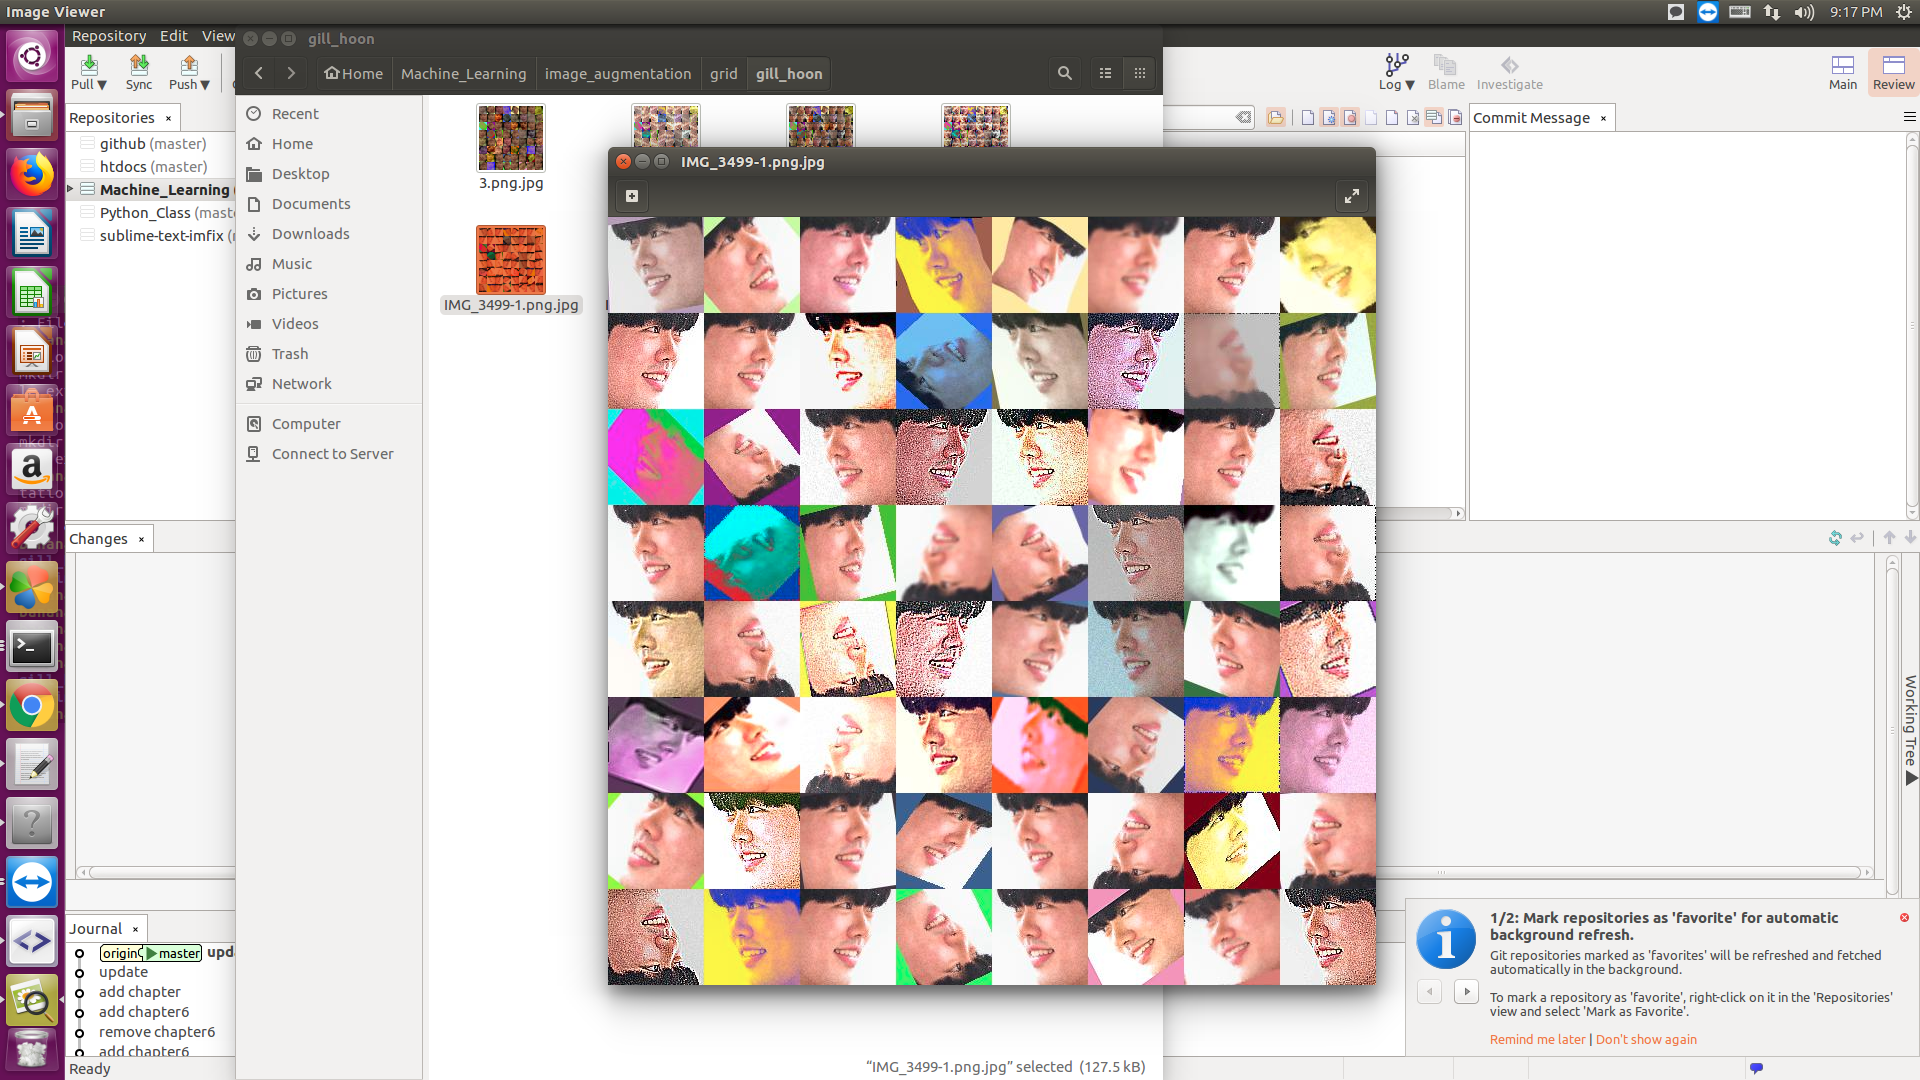 Image Viewer
9:17 PM
Repository Edit View
gill_hoon
Pull ▼ Sync Push ▼
Home Machine_Learning image_augmentation grid gill_hoon
Log ▼ Blame Investigate
Main Review
Repositories
github (master)
htdocs (master)
Machine_Learning
Python_Class
sublime-text-imfix
Recent
Home
Desktop
Documents
Downloads
Music
Pictures
Videos
Trash
Network
Computer
Connect to Server
3.png.jpg
IMG_3499-1.png.jpg
IMG_3499-1.png.jpg
Commit Message
Changes
Working Tree
Journal
origin master
update
add chapter
add chapter6
remove chapter6
add chapter6
Ready
"IMG_3499-1.png.jpg" selected (127.5 kB)
1/2: Mark repositories as 'favorite' for automatic
background refresh.
Git repositories marked as 'favorites' will be refreshed and fetched
automatically in the background.
To mark a repository as 'favorite', right-click on it in the 'Repositories'
view and select 'Mark as Favorite'.
Remind me later | Don't show again